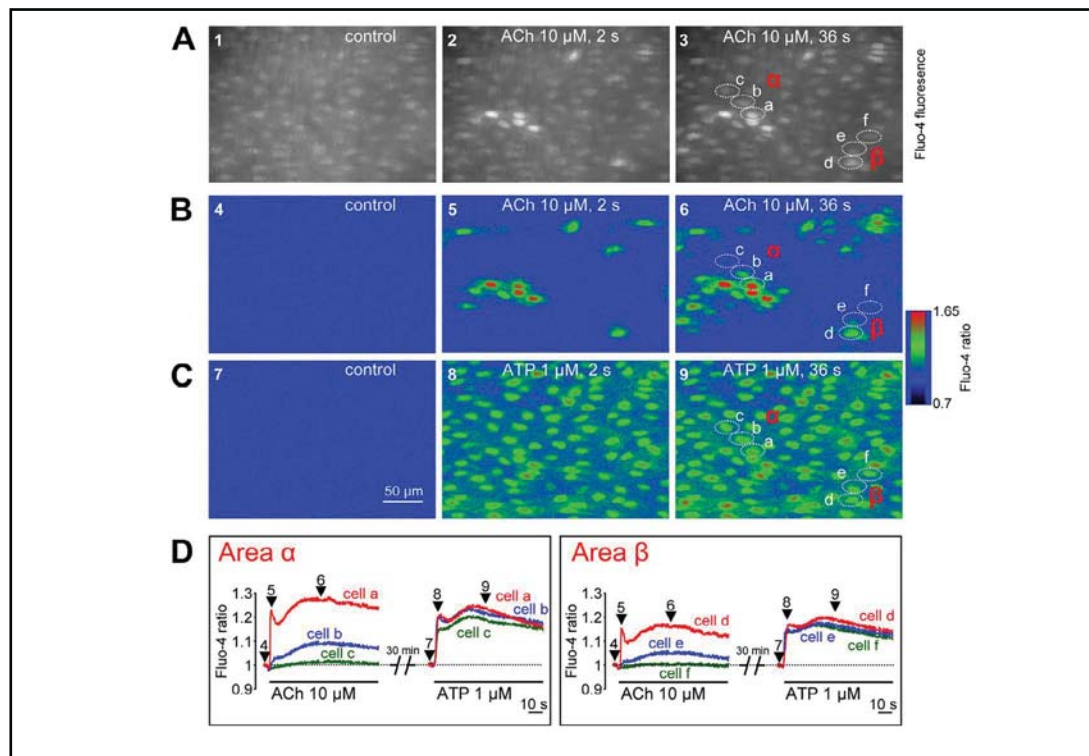 A
1
control
2
ACh 10 µM, 2 s
3
ACh 10 µM, 36 s
c
α
b
a
f
e
β
d
Fluo-4 fluoresence
B
4
control
5
ACh 10 µM, 2 s
6
ACh 10 µM, 36 s
c
α
b
a
f
e
β
d
1.65
Fluo-4 ratio
0.7
C
7
control
50 µm
8
ATP 1 µM, 2 s
9
ATP 1 µM, 36 s
c
α
b
a
f
e
β
d
D
Area α
Fluo-4 ratio
1.3
1.2
1.1
1
0.9
4
5
6
cell a
cell b
cell c
30 min
7
8
9
cell a
cell b
cell c
ACh 10 µM
ATP 1 µM
10 s
Area β
Fluo-4 ratio
1.3
1.2
1.1
1
0.9
4
5
6
cell d
cell e
cell f
30 min
7
8
9
cell d
cell e
cell f
ACh 10 µM
ATP 1 µM
10 s